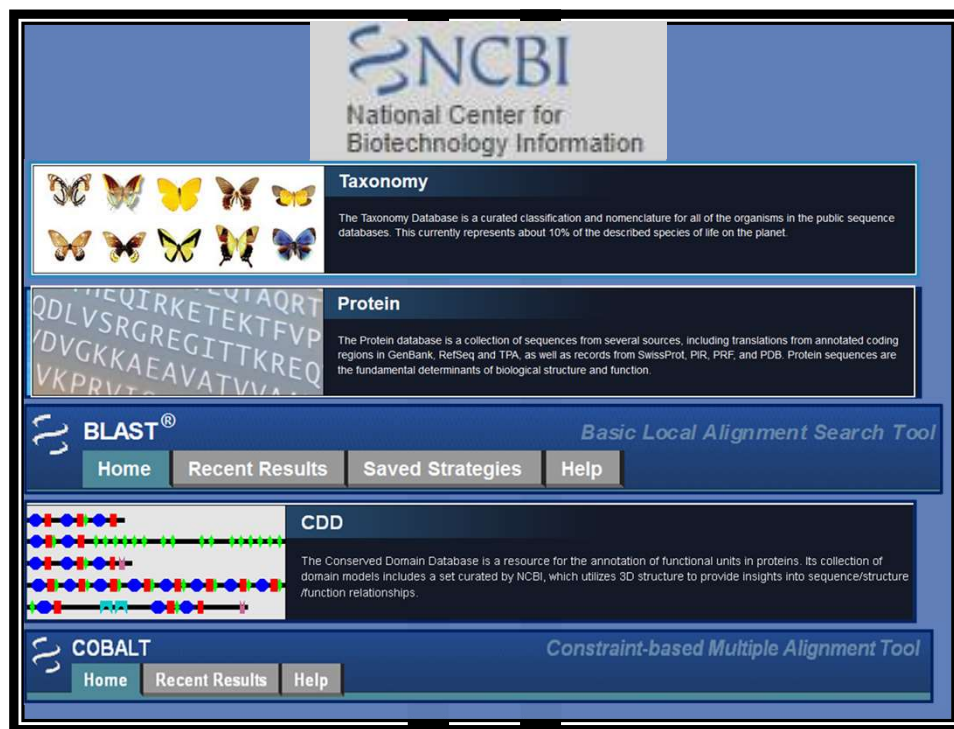 NCBI
National Center for
Biotechnology Information
Taxonomy
The Taxonomy Database is a curated classification and nomenclature for all of the organisms in the public sequence
databases. This currently represents about 10% of the described species of life on the planet.
QDLVSRGREGITTKREQ
VDVGKKAEAVATVVA
VKPRVTS
Protein
The Protein database is a collection of sequences from several sources, including translations from annotated coding
regions in GenBank, RefSeq and TPA, as well as records from SwissProt, PIR, PRF, and PDB. Protein sequences are
the fundamental determinants of biological structure and function.
BLAST®
Basic Local Alignment Search Tool
Home Recent Results Saved Strategies Help
CDD
The Conserved Domain Database is a resource for the annotation of functional units in proteins. Its collection of
domain models includes a set curated by NCBI, which utilizes 3D structure to provide insights into sequence/structure
/function relationships.
COBALT
Constraint-based Multiple Alignment Tool
Home Recent Results Help